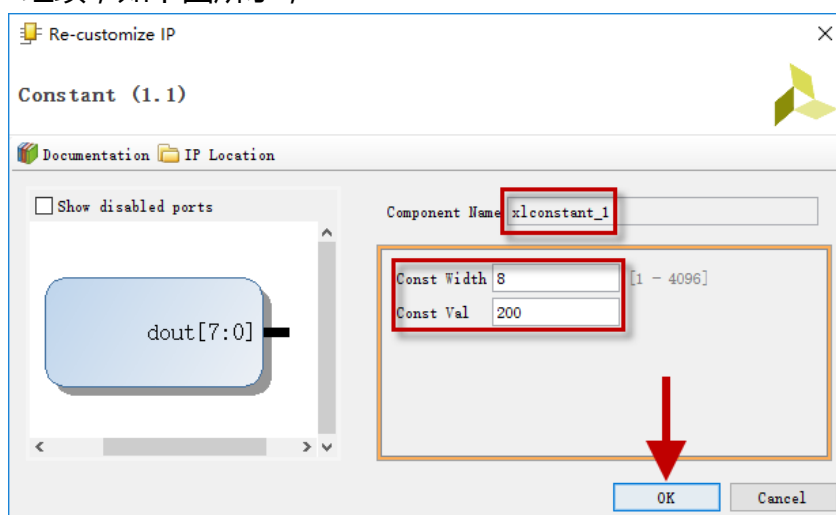 Re-customize IP
Constant (1.1)
Documentation IP Location
Show disabled ports
Component Name xlconstant_1
Const Width 8 [1 - 4096]
Const Val 200
dout[7:0]
OK Cancel